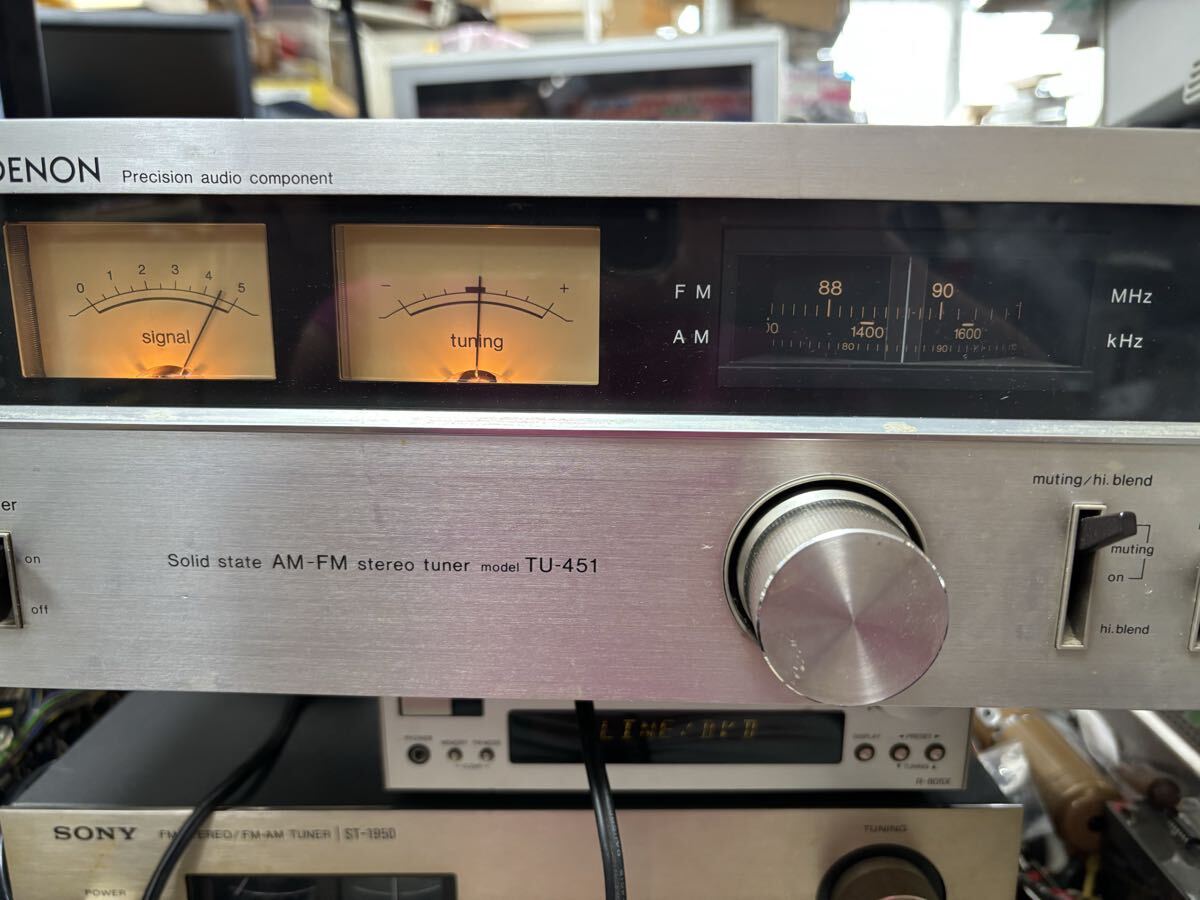 DENON Precision audio component
0 1 2 3 4 5
signal
− +
tuning
FM 88 90 MHz
AM 1400 1600 kHz
80 90
muting/hi. blend
on
off
Solid state AM-FM stereo tuner model TU-451
muting
on
hi. blend
LINE/
DISPLAY PRESET
TUNING
SONY FM STEREO/FM-AM TUNER ST-1950
TUNING
POWER